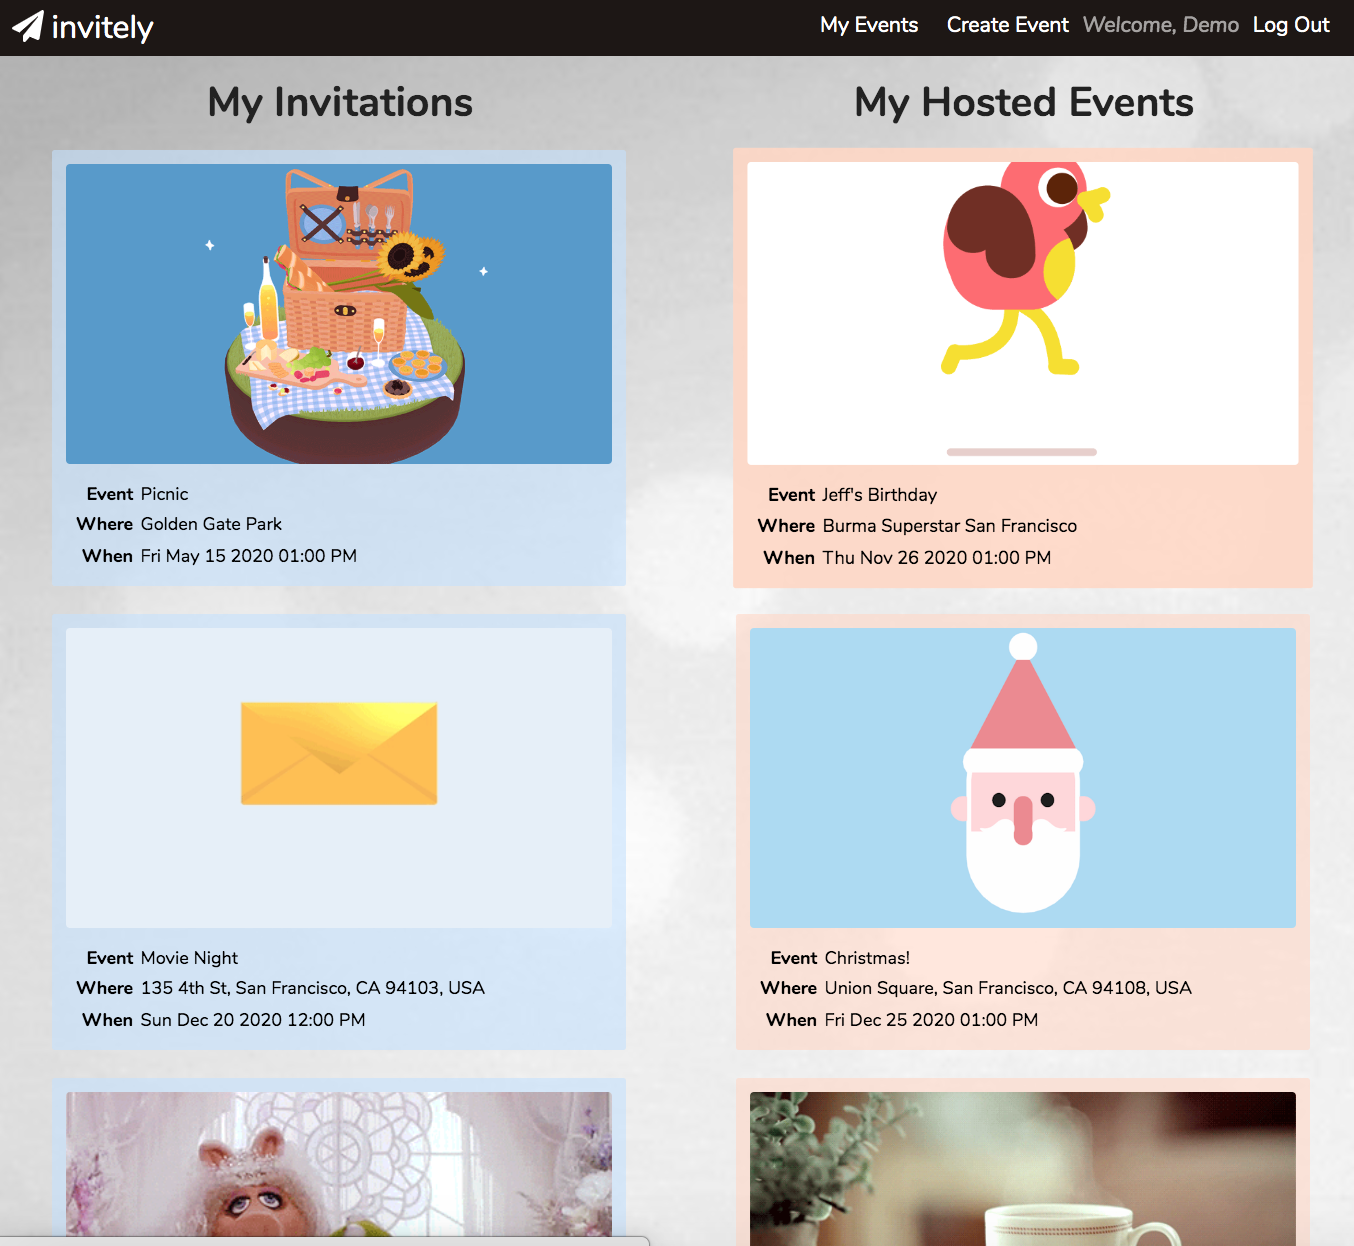 invitely
My Events Create Event Welcome, Demo Log Out
My Invitations
Event Picnic
Where Golden Gate Park
When Fri May 15 2020 01:00 PM
Event Movie Night
Where 135 4th St, San Francisco, CA 94103, USA
When Sun Dec 20 2020 12:00 PM
My Hosted Events
Event Jeff's Birthday
Where Burma Superstar San Francisco
When Thu Nov 26 2020 01:00 PM
Event Christmas!
Where Union Square, San Francisco, CA 94108, USA
When Fri Dec 25 2020 01:00 PM